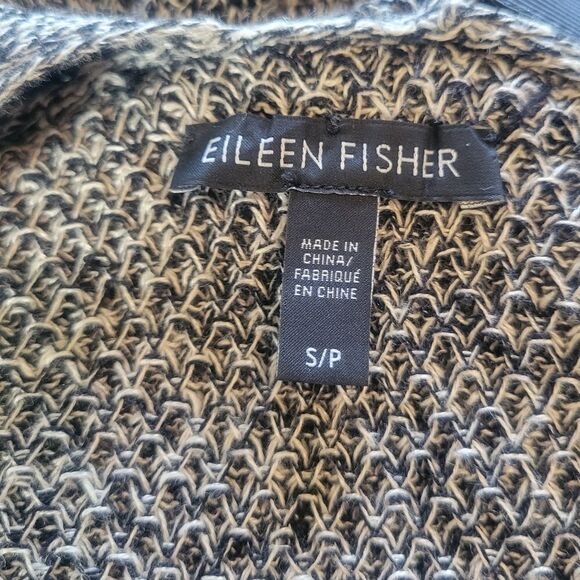 EILEEN FISHER
MADE IN
CHINA/
FABRIQUÉ
EN CHINE
S/P